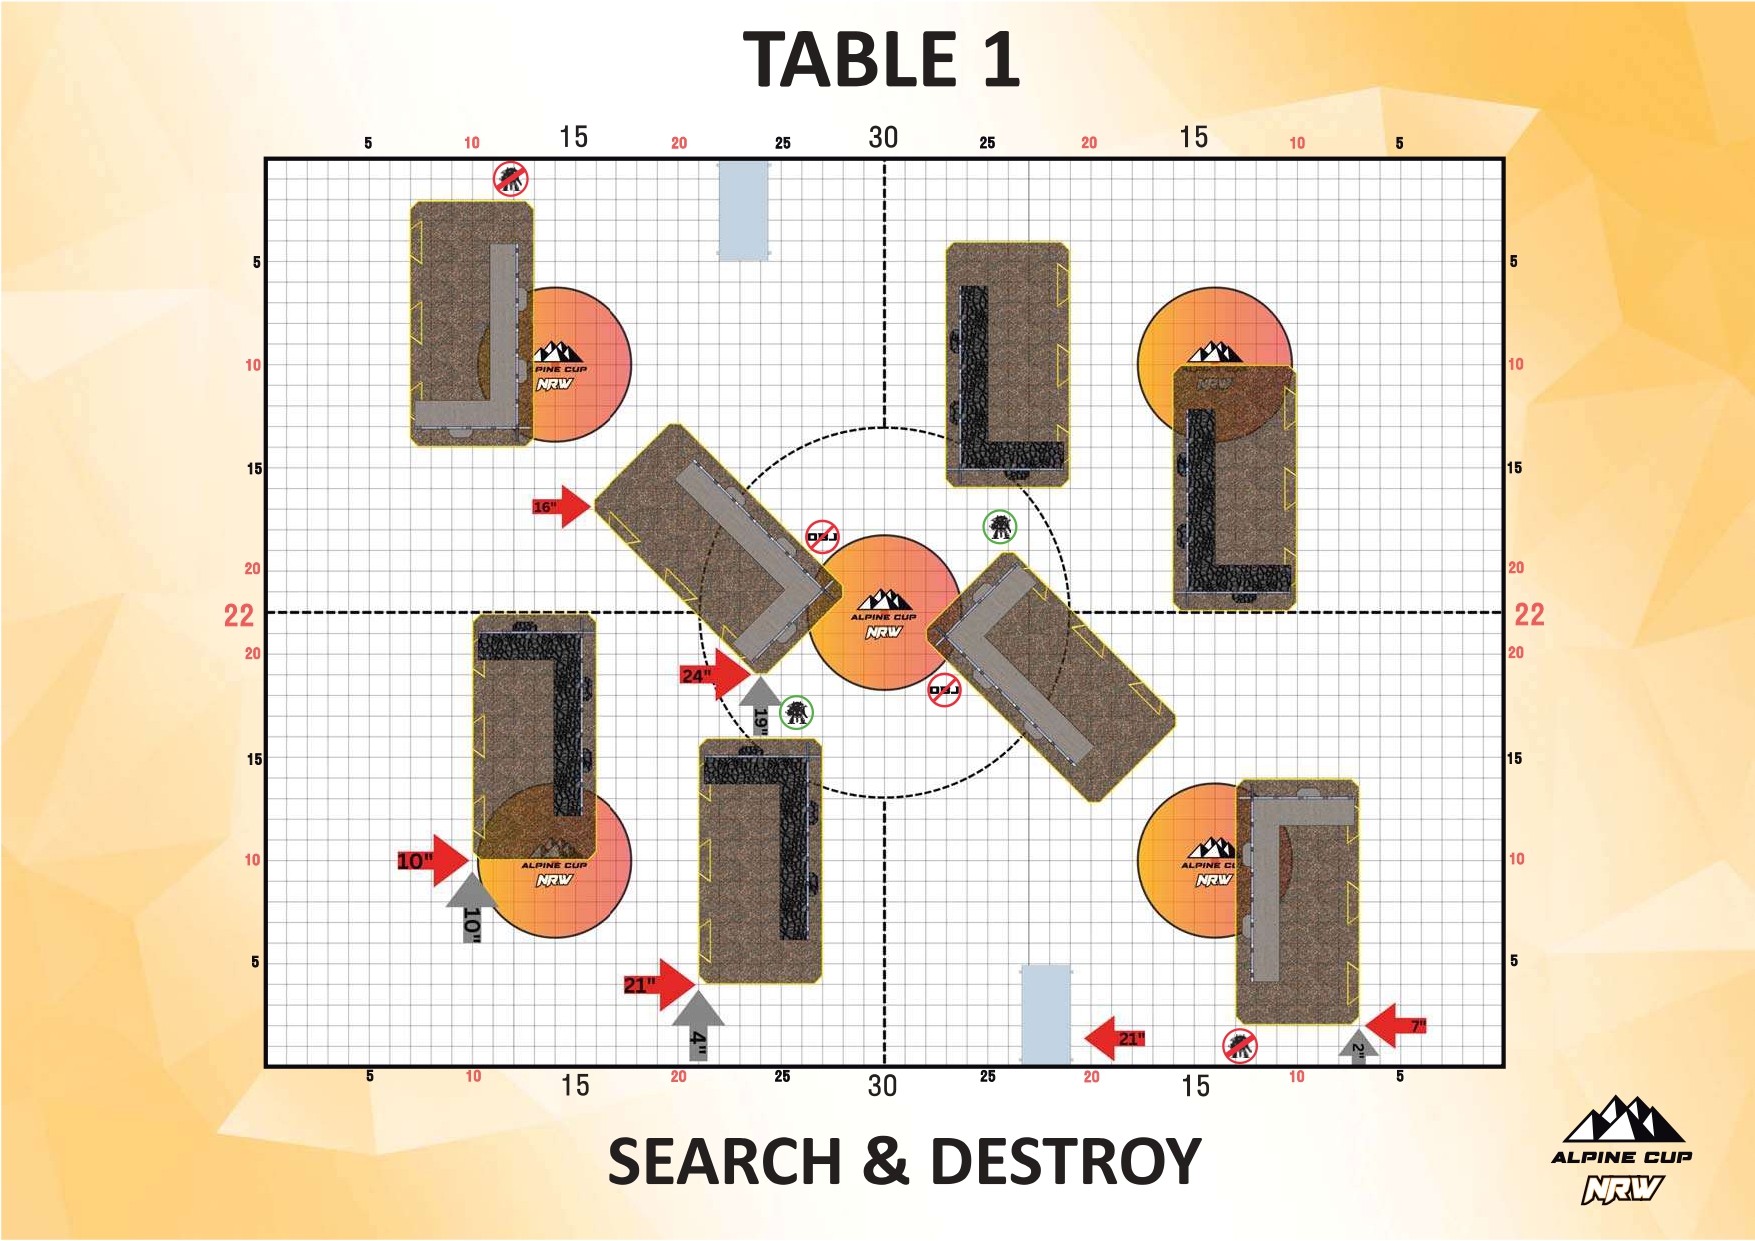 TABLE 1
5 10 15 20 25 30 25 20 15 10 5
5 5
ALPINE CUP
NRW
PINE CUP
NRW
10 10
NRW
15 15
16"
OBJ
20 20
22 22
ALPINE CUP
NRW
20 20
24"
OBJ
19"
15 15
10" 10
ALPINE CUP
NRW
ALPINE CU
NRW
10
10"
5 5
21"
4"
21"
7"
2"
5 10 15 20 25 30 25 20 15 10 5
SEARCH & DESTROY
ALPINE CUP
NRW